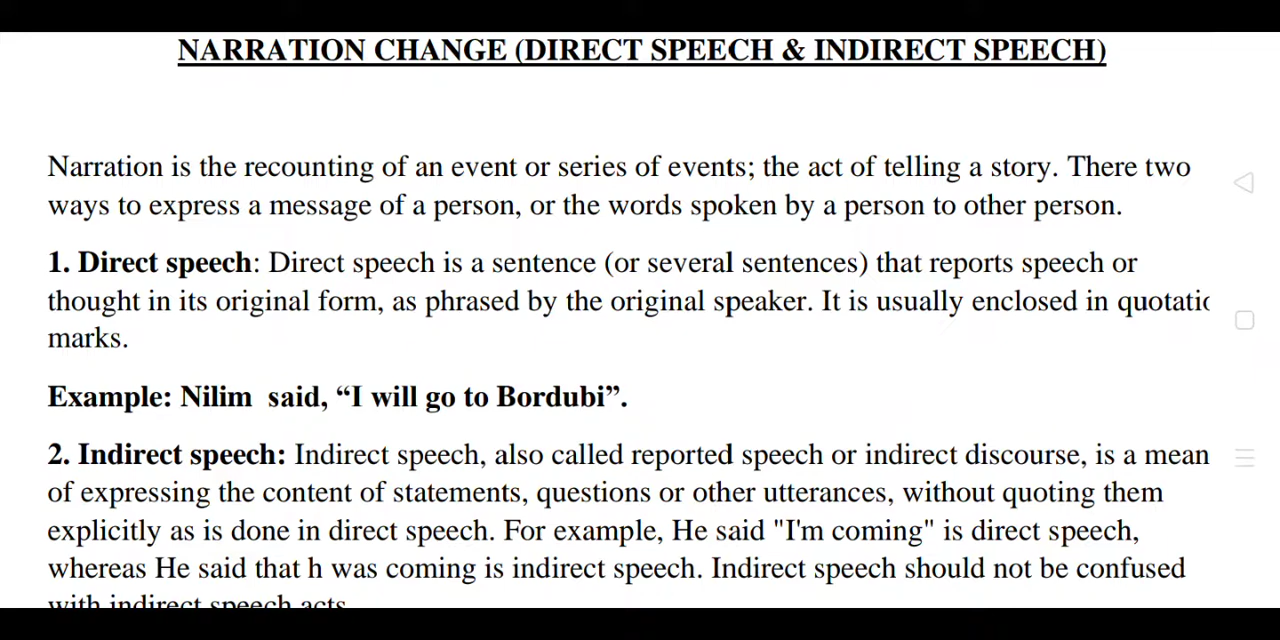 NARRATION CHANGE (DIRECT SPEECH & INDIRECT SPEECH)
Narration is the recounting of an event or series of events; the act of telling a story. There two
ways to express a message of a person, or the words spoken by a person to other person.
1. Direct speech: Direct speech is a sentence (or several sentences) that reports speech or
thought in its original form, as phrased by the original speaker. It is usually enclosed in quotatic
marks.
Example: Nilim said, “I will go to Bordubi”.
2. Indirect speech: Indirect speech, also called reported speech or indirect discourse, is a mean
of expressing the content of statements, questions or other utterances, without quoting them
explicitly as is done in direct speech. For example, He said "I'm coming" is direct speech,
whereas He said that h was coming is indirect speech. Indirect speech should not be confused
with indirect speech acts.